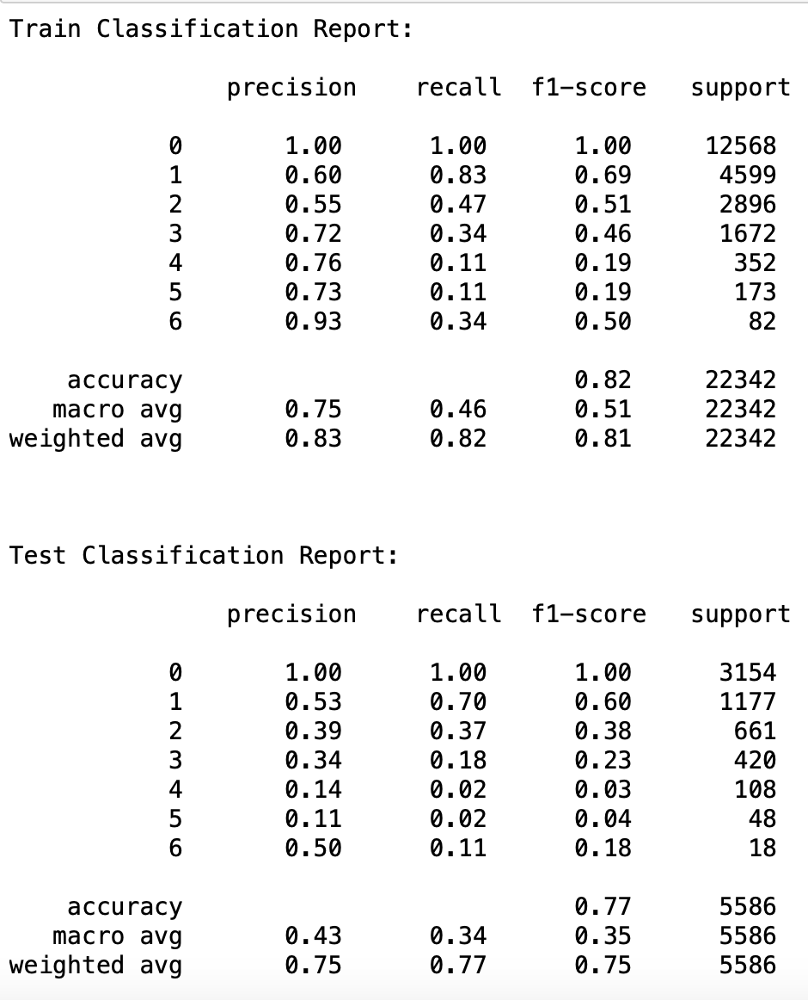 Train Classification Report:
precision recall f1-score support
0 1.00 1.00 1.00 12568
1 0.60 0.83 0.69 4599
2 0.55 0.47 0.51 2896
3 0.72 0.34 0.46 1672
4 0.76 0.11 0.19 352
5 0.73 0.11 0.19 173
6 0.93 0.34 0.50 82
accuracy 0.82 22342
macro avg 0.75 0.46 0.51 22342
weighted avg 0.83 0.82 0.81 22342
Test Classification Report:
precision recall f1-score support
0 1.00 1.00 1.00 3154
1 0.53 0.70 0.60 1177
2 0.39 0.37 0.38 661
3 0.34 0.18 0.23 420
4 0.14 0.02 0.03 108
5 0.11 0.02 0.04 48
6 0.50 0.11 0.18 18
accuracy 0.77 5586
macro avg 0.43 0.34 0.35 5586
weighted avg 0.75 0.77 0.75 5586